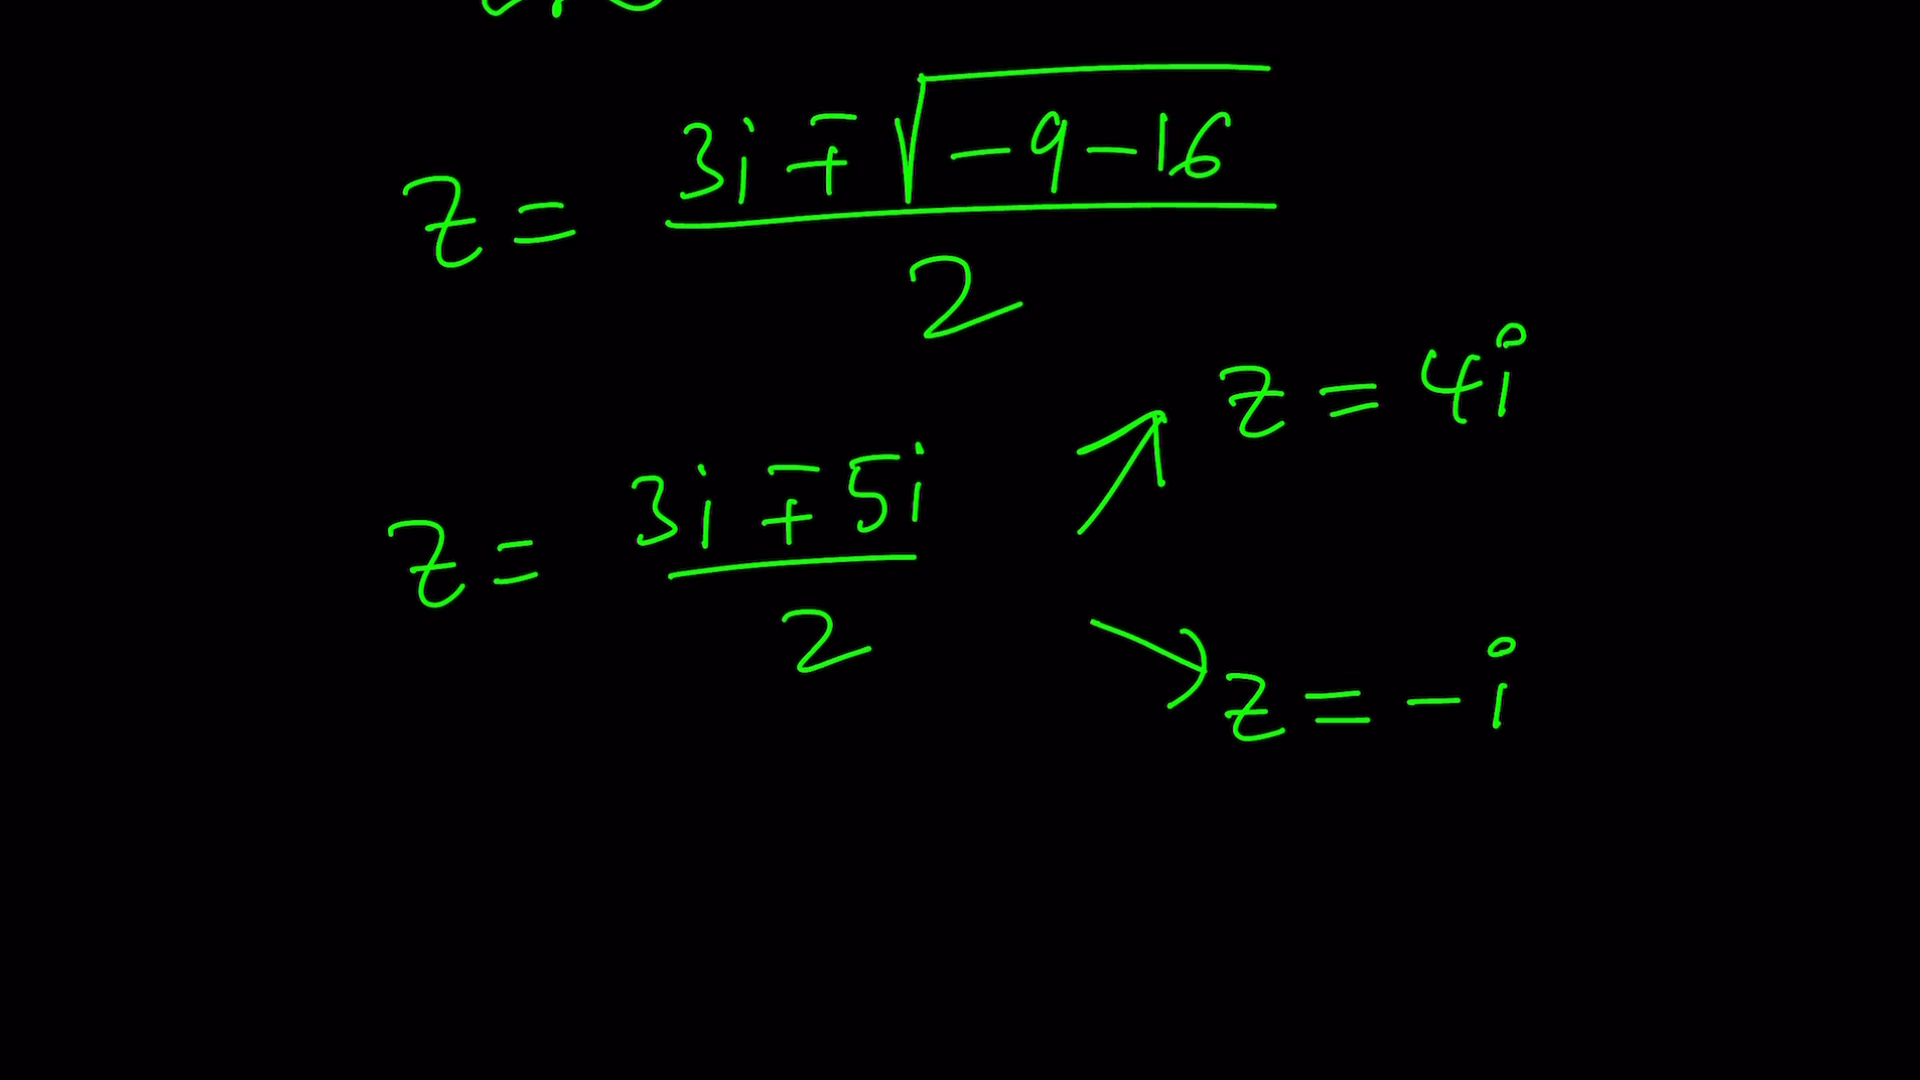 z = (3i ∓ √(-9-16)) / 2
z = 4i
z = (3i ∓ 5i) / 2
z = -i